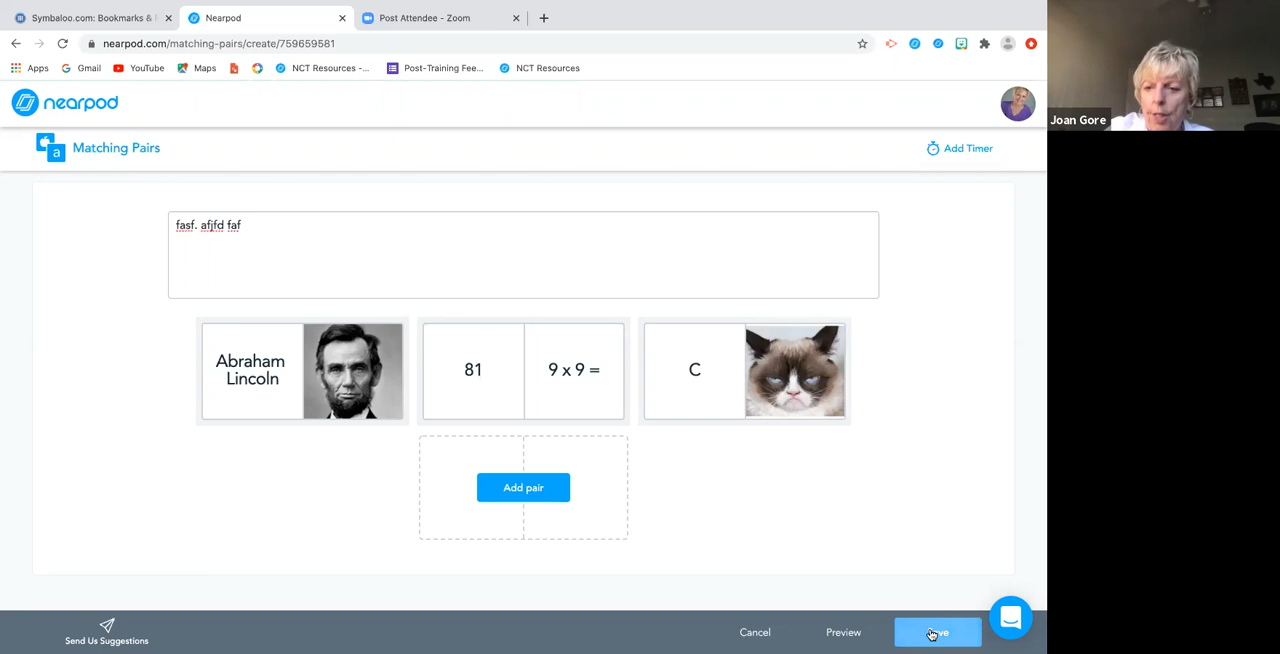 Symbaloo.com: Bookmarks &
Nearpod
Post Attendee - Zoom
nearpod.com/matching-pairs/create/759659581
Apps
Gmail
YouTube
Maps
NCT Resources -...
Post-Training Fee...
NCT Resources
nearpod
Joan Gore
a
Matching Pairs
Add Timer
fasf. afjfd faf
Abraham
Lincoln
81
9 x 9 =
C
Add pair
Send Us Suggestions
Cancel
Preview